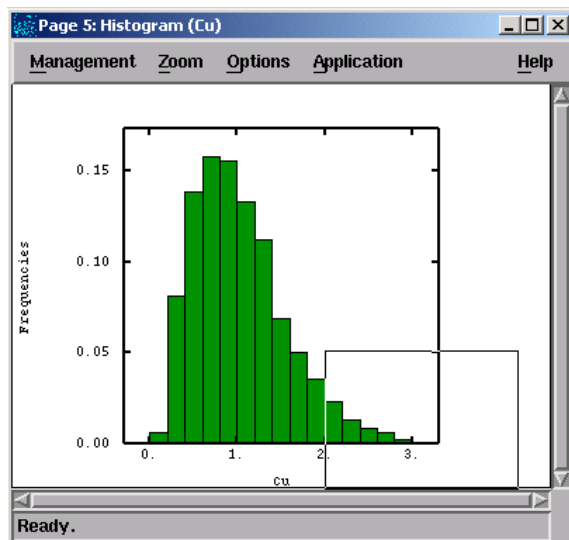 Page 5: Histogram (Cu)
Management Zoom Options Application Help
0.15
0.10
0.05
0.00
Frequencies
0. 1. 2. 3.
Cu
Ready.